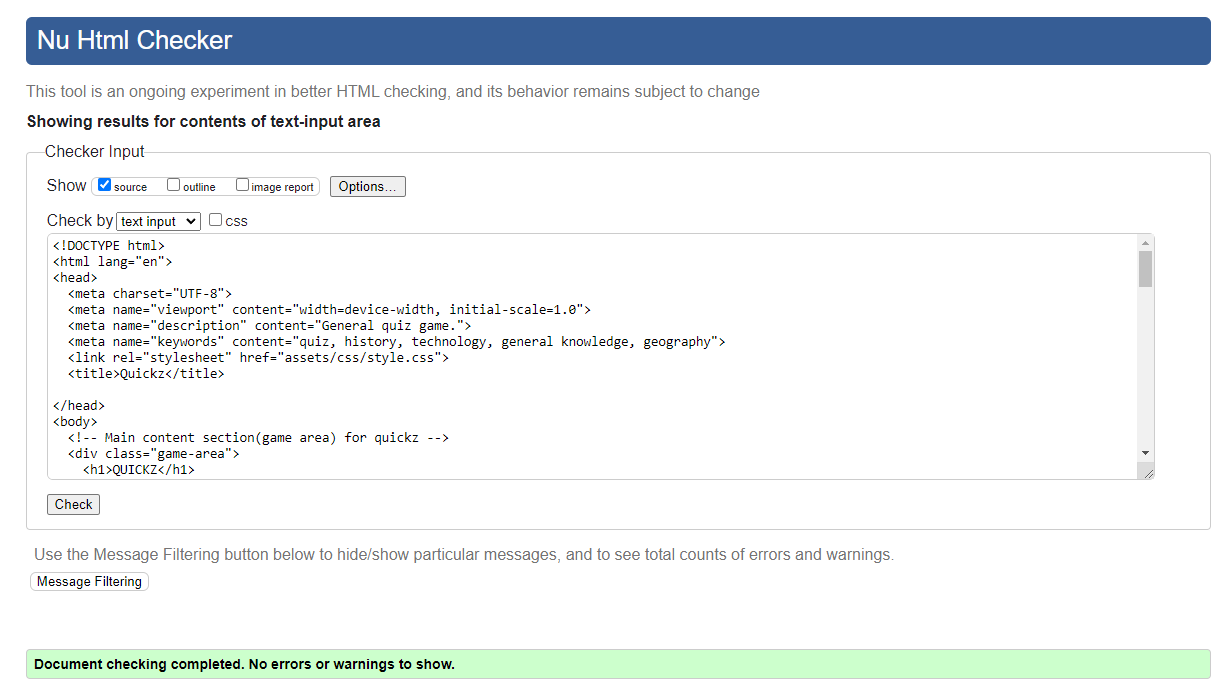 Nu Html Checker
This tool is an ongoing experiment in better HTML checking, and its behavior remains subject to change
Showing results for contents of text-input area
Checker Input
Show source outline image report Options...
Check by text input css
<!DOCTYPE html>
<html lang="en">
<head>
  <meta charset="UTF-8">
  <meta name="viewport" content="width=device-width, initial-scale=1.0">
  <meta name="description" content="General quiz game.">
  <meta name="keywords" content="quiz, history, technology, general knowledge, geography">
  <link rel="stylesheet" href="assets/css/style.css">
  <title>Quickz</title>

</head>
<body>
  <!-- Main content section(game area) for quickz -->
  <div class="game-area">
    <h1>QUICKZ</h1>
Check
Use the Message Filtering button below to hide/show particular messages, and to see total counts of errors and warnings.
Message Filtering
Document checking completed. No errors or warnings to show.